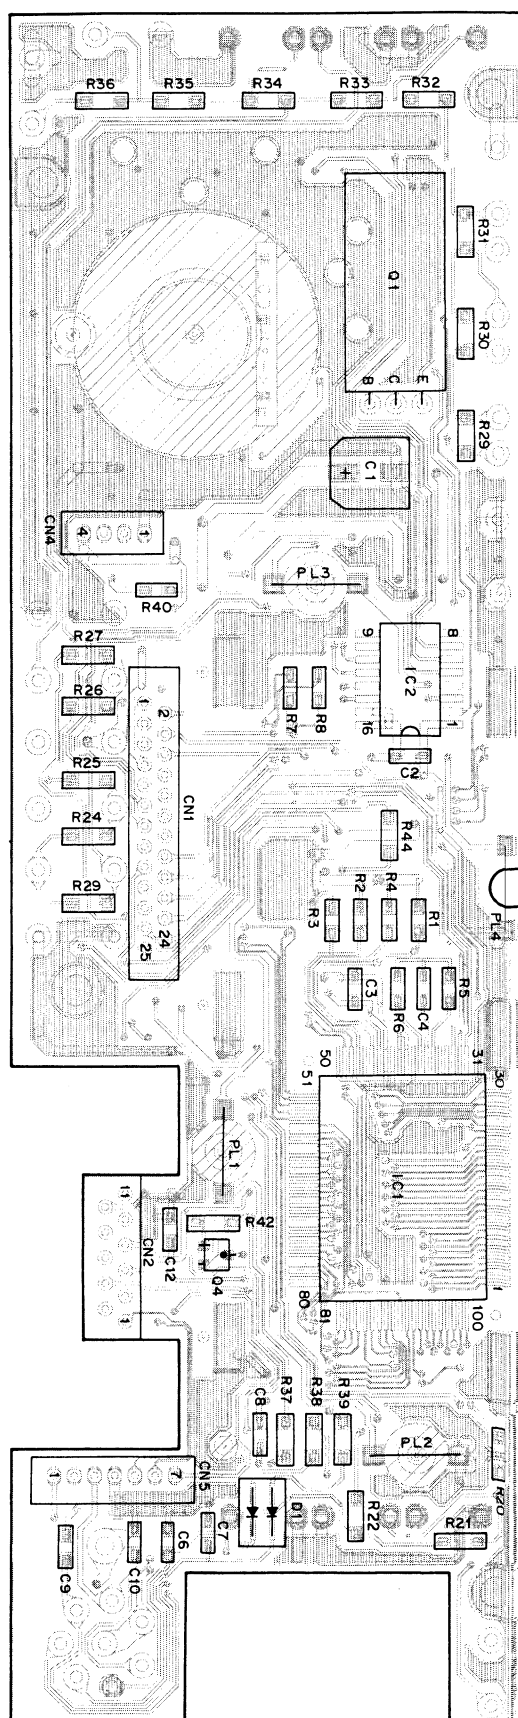 R36 R35 R34 R33 R32
R31
Q1
R30
B C E
R29
C1
+
CN4
4 1
PL3
R40
R27
9 8
IC2
R26
1 2
R7 R8
16 1
C2
R25
CN1
R24
R44
R29
R3 R2 R4 R1
PL4
25 24
C3 R6 C4 R5
50 31 30
51
PL1
IC1
11
CN2
R42
C12
Q4
1
80 81 100 1
C8 R37 R38 R39
PL2
R20
CN5
1 7
D1
R22
R21
C9 C10 C6 C7